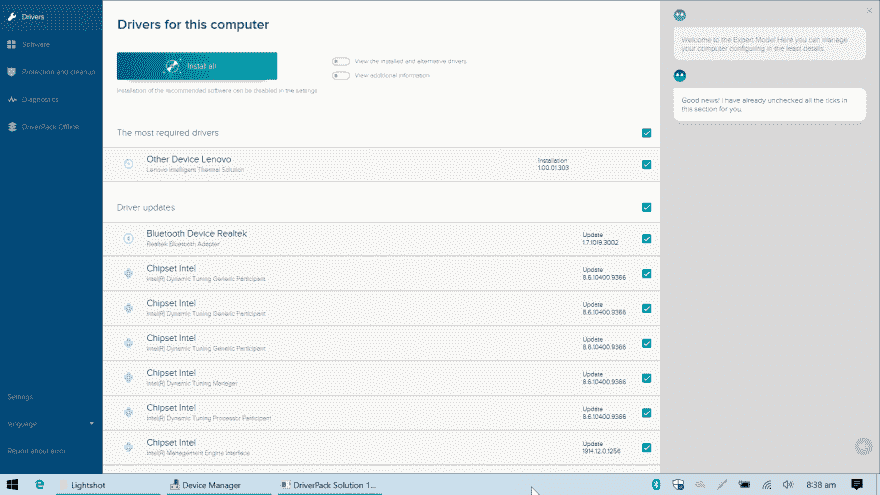 Drivers
Software
Protection and cleanup
Diagnostics
DriverPack Offline
Settings
language
Report about error
Drivers for this computer
Install all
View the installed and alternative drivers
View additional information
Installation of the recommended software can be disabled in the settings
The most required drivers
Other Device Lenovo
Lenovo Intelligent Thermal Solution
Installation
1.00.01.303
Driver updates
Bluetooth Device Realtek
Realtek Bluetooth Adapter
Update
1.7.1019.3002
Chipset Intel
Intel(R) Dynamic Tuning Generic Participant
Update
8.6.10400.9366
Chipset Intel
Intel(R) Dynamic Tuning Generic Participant
Update
8.6.10400.9366
Chipset Intel
Intel(R) Dynamic Tuning Generic Participant
Update
8.6.10400.9366
Chipset Intel
Intel(R) Dynamic Tuning Manager
Update
8.6.10400.9366
Chipset Intel
Intel(R) Dynamic Tuning Processor Participant
Update
8.6.10400.9366
Chipset Intel
Intel(R) Management Engine Interface
Update
1914.12.0.1256
Welcome to the Expert Mode! Here you can manage
your computer configuring in the least details.
Good news! I have already unchecked all the ticks in
this section for you.
Lightshot
Device Manager
DriverPack Solution 1...
8:38 am